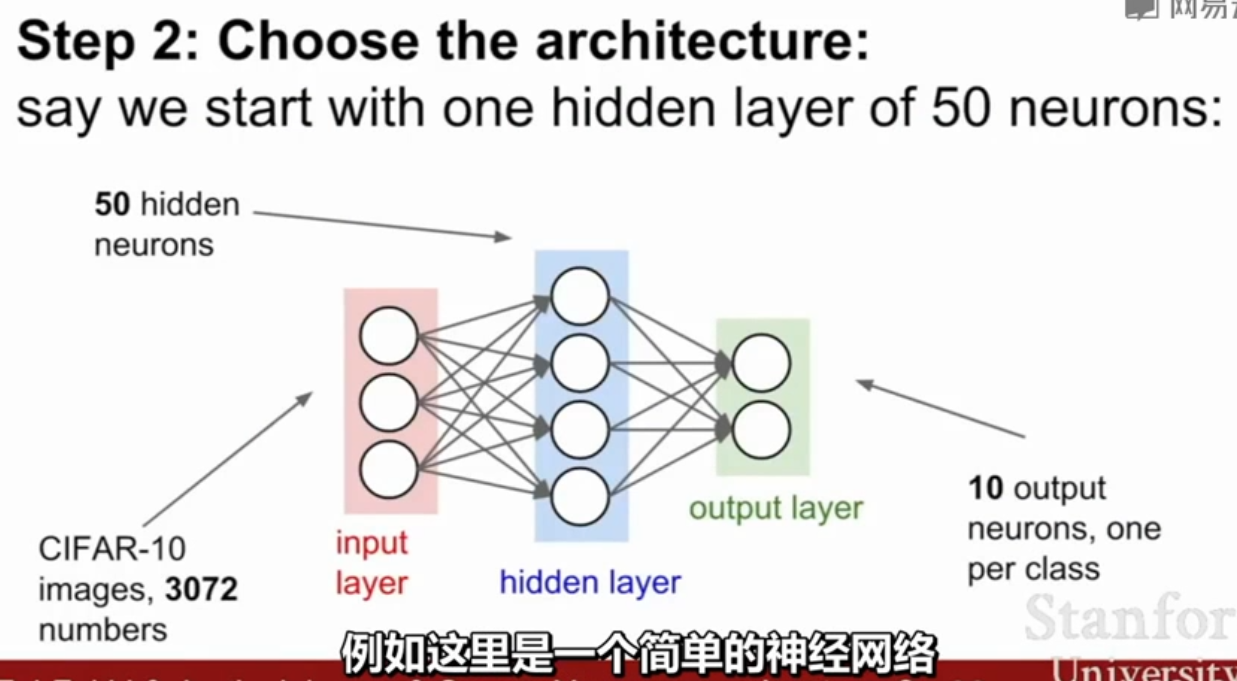 网易
Step 2: Choose the architecture:
say we start with one hidden layer of 50 neurons:
50 hidden
neurons
CIFAR-10
images, 3072
numbers
input
layer
hidden layer
output layer
10 output
neurons, one
per class
Stanfor
例如这里是一个简单的神经网络
University